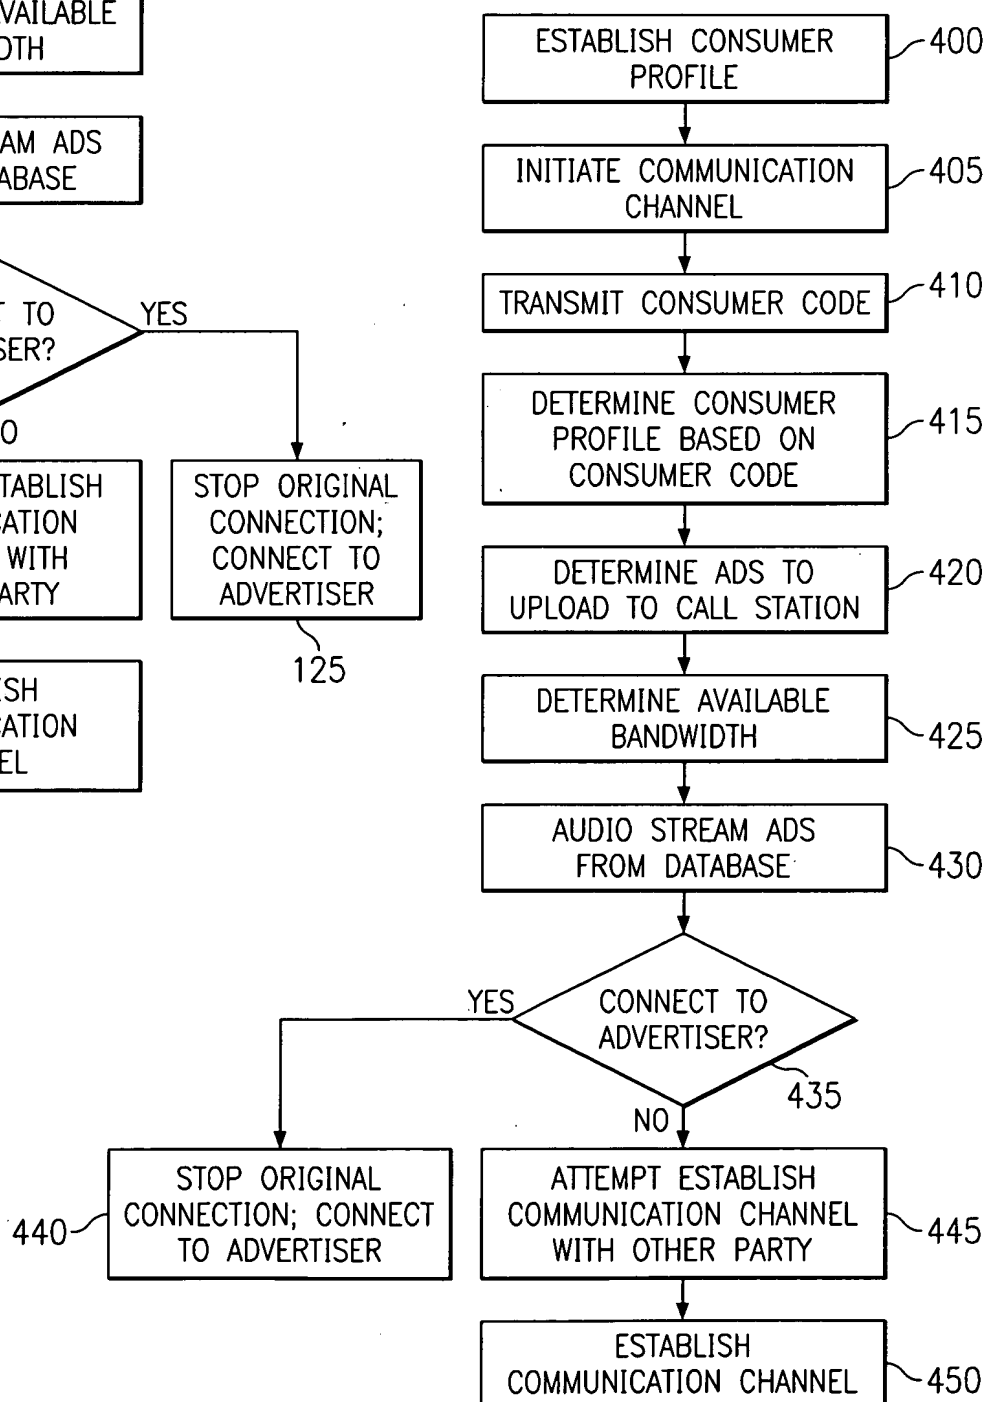 ESTABLISH CONSUMER
PROFILE
400
INITIATE COMMUNICATION
CHANNEL
405
TRANSMIT CONSUMER CODE
410
DETERMINE CONSUMER
PROFILE BASED ON
CONSUMER CODE
415
DETERMINE ADS TO
UPLOAD TO CALL STATION
420
DETERMINE AVAILABLE
BANDWIDTH
425
AUDIO STREAM ADS
FROM DATABASE
430
CONNECT TO
ADVERTISER?
435
YES
NO
STOP ORIGINAL
CONNECTION; CONNECT
TO ADVERTISER
440
ATTEMPT ESTABLISH
COMMUNICATION CHANNEL
WITH OTHER PARTY
445
ESTABLISH
COMMUNICATION CHANNEL
450
ADS
TO
YES
WITH
STOP ORIGINAL
CONNECTION;
CONNECT TO
ADVERTISER
125